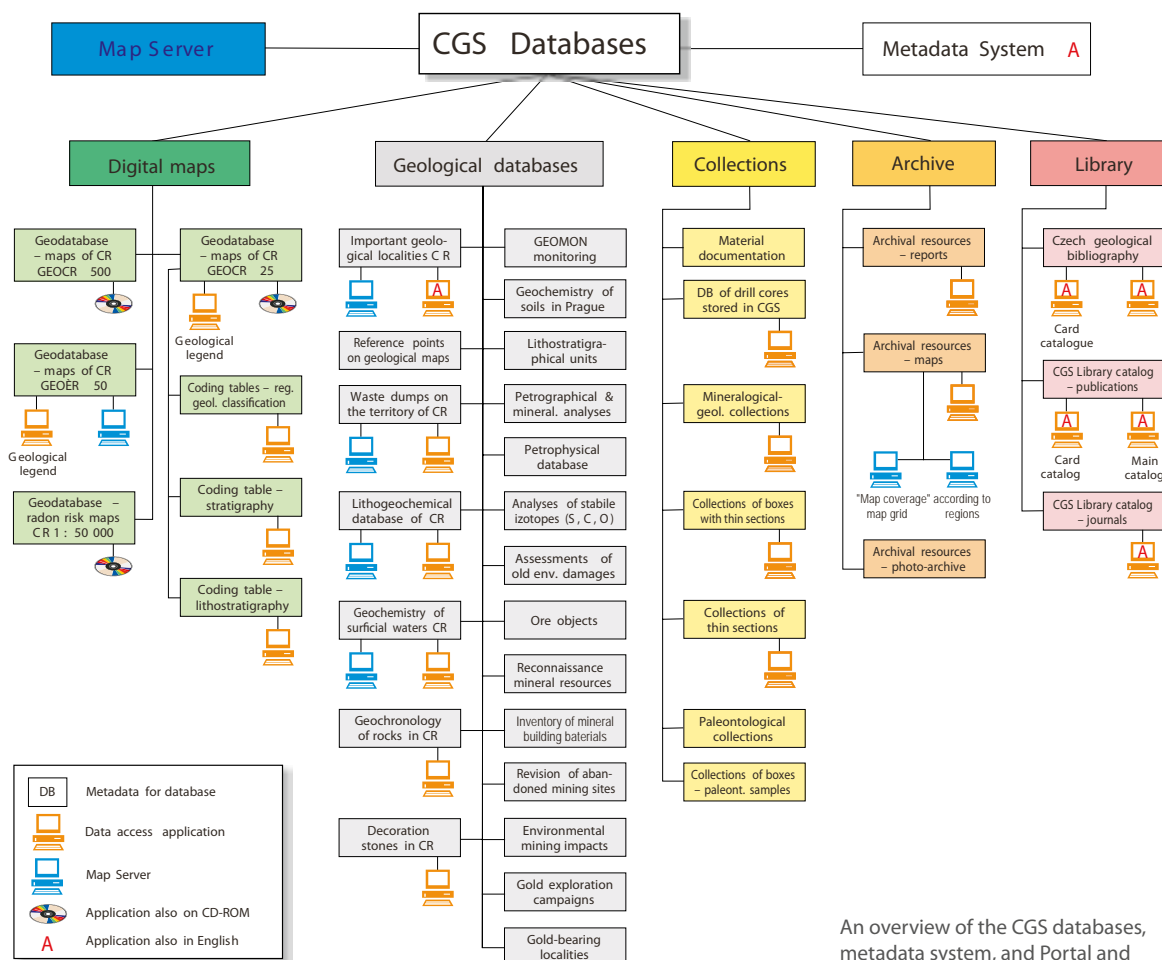 Map Server
CGS Databases
Metadata System A
Digital maps
Geological databases
Collections
Archive
Library
Geodatabase
– maps of CR
GEOCR 500
Geodatabase
– maps of CR
GEOCR 25
Geological
legend
Geodatabase
– maps of CR
GEOÈR 50
Geological
legend
Coding tables – reg.
geol. classification
Geodatabase –
radon risk maps
CR 1 : 50 000
Coding table –
stratigraphy
Coding table –
lithostratigraphy
Important geolo-
gical localities C R
A
Reference points
on geological maps
Waste dumps on
the territory of CR
Lithogeochemical
database of CR
Geochemistry of
surficial waters CR
Geochronology
of rocks in CR
Decoration
stones in CR
GEOMON
monitoring
Geochemistry of
soils in Prague
Lithostratigra-
phical units
Petrographical &
mineral. analyses
Petrophysical
database
Analyses of stabile
izotopes (S , C , O )
Assessments of
old env. damages
Ore objects
Reconnaissance
mineral resources
Inventory of mineral
building baterials
Revision of aban-
doned mining sites
Environmental
mining impacts
Gold exploration
campaigns
Gold-bearing
localities
Material
documentation
DB of drill cores
stored in CGS
Mineralogical-
geol. collections
Collections of boxes
with thin sections
Collections of
thin sections
Paleontological
collections
Collections of boxes
– paleont. samples
Archival resources
– reports
Archival resources
– maps
"Map coverage"
map grid
according to
regions
Archival resources
– photo-archive
Czech geological
bibliography
A A
Card
catalogue
CGS Library catalog
– publications
A A
Card
catalog
Main
catalog
CGS Library catalog
– journals
A
DB Metadata for database
Data access application
Map Server
Application also on CD-ROM
A Application also in English
An overview of the CGS databases,
metadata system, and Portal and